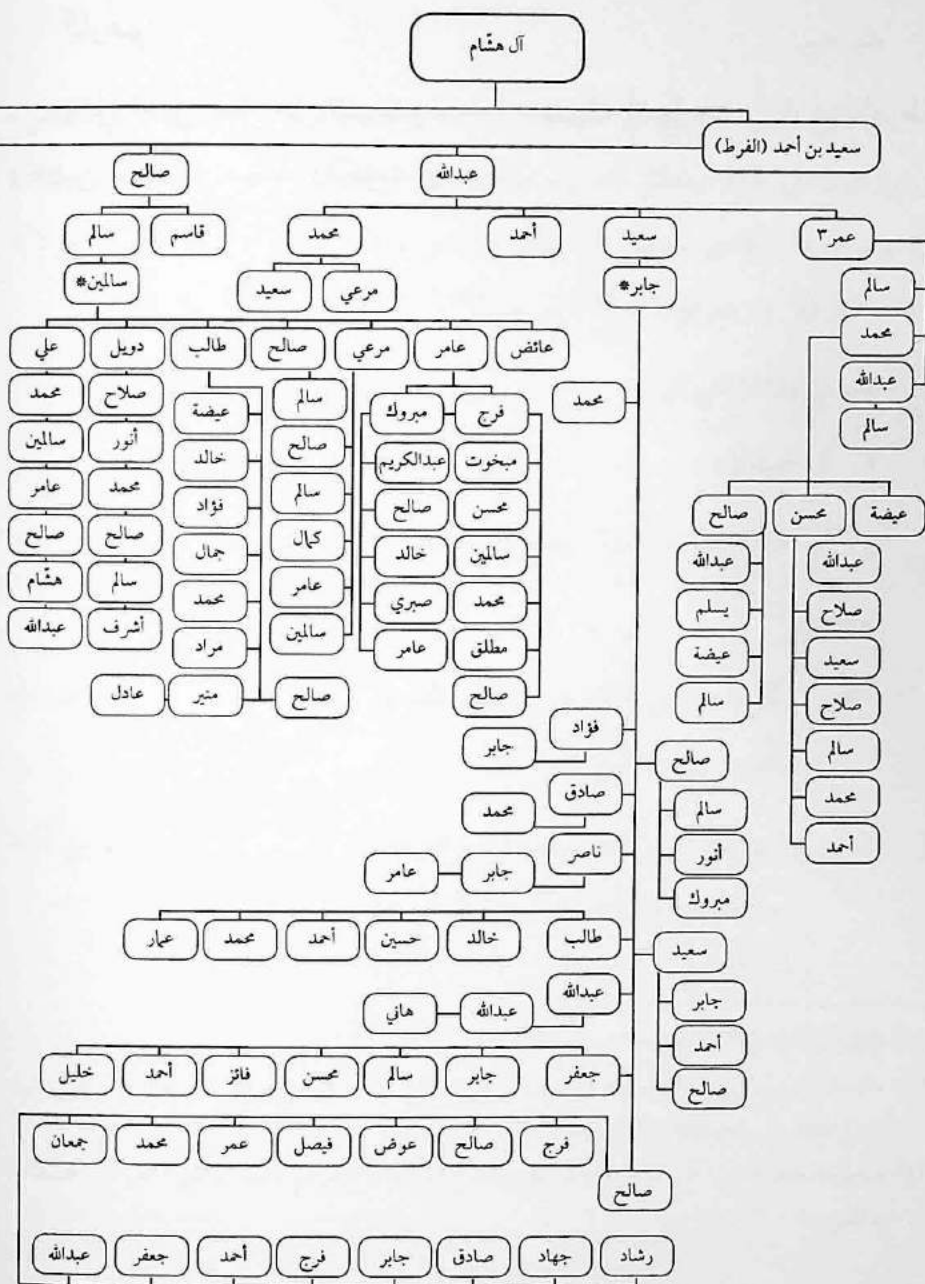 آل هشّام
سعيد بن أحمد (الفرط)
عبدالله
صالح
عمر٣
سعيد
أحمد
محمد
قاسم
سالم
جابر*
مرعي
سعيد
سالمين*
سالم
محمد
عبدالله
سالم
عيضة
محسن
صالح
عبدالله
صلاح
سعيد
صلاح
سالم
محمد
أحمد
عبدالله
يسلم
عيضة
سالم
عائض
عامر
مرعي
صالح
طالب
دويل
علي
فرج
مبخوت
محسن
سالمين
محمد
مطلق
صالح
مبروك
عبدالكريم
صالح
خالد
صبري
عامر
سالم
صالح
سالم
كمال
عامر
سالمين
عيضة
خالد
فؤاد
جمال
محمد
مراد
صالح
منير
عادل
صلاح
أنور
محمد
صالح
سالم
أشرف
محمد
سالمين
عامر
صالح
هشّام
عبدالله
محمد
فؤاد
جابر
صالح
سالم
أنور
مبروك
صادق
محمد
ناصر
جابر
عامر
طالب
خالد
حسين
أحمد
محمد
عمار
سعيد
جابر
أحمد
صالح
عبدالله
عبدالله
هاني
جعفر
جابر
سالم
محسن
فائز
أحمد
خليل
صالح
فرج
صالح
عوض
فيصل
عمر
محمد
جمعان
رشاد
جهاد
صادق
جابر
فرج
أحمد
جعفر
عبدالله